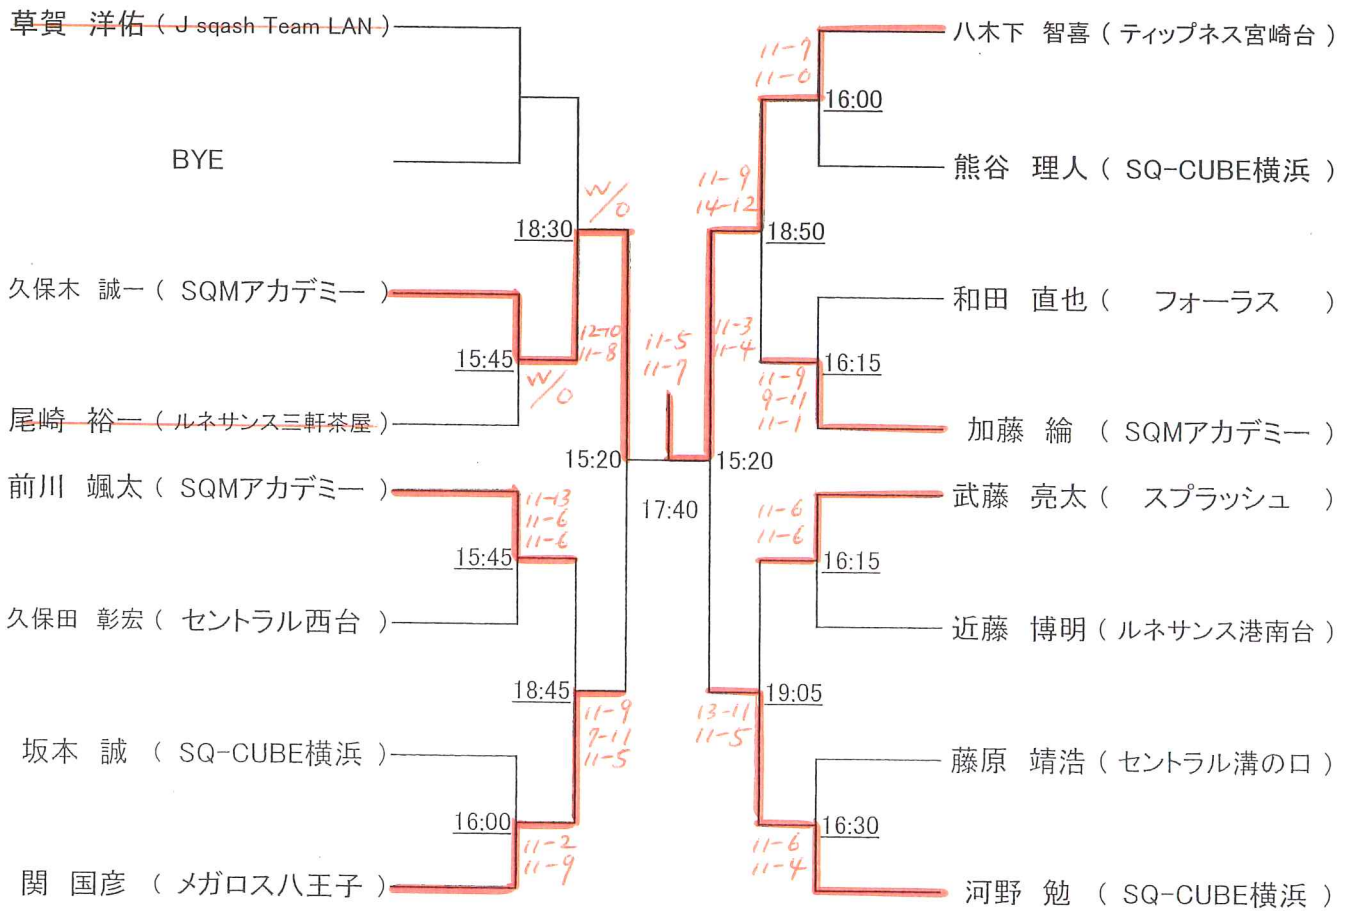 草賀 洋佑 ( J sqash Team LAN )
BYE
18:30
W/O
久保木 誠一 ( SQMアカデミー )
15:45
W/O
12-10
11-8
尾崎 裕一 ( ルネサンス三軒茶屋 )
前川 颯太 ( SQMアカデミー )
11-13
11-6
11-6
15:45
久保田 彰宏 ( セントラル西台 )
18:45
11-9
7-11
11-5
坂本 誠 ( SQ-CUBE横浜 )
16:00
11-2
11-9
関 国彦 ( メガロス八王子 )
15:20
11-5
11-7
17:40
15:20
八木下 智喜 ( ティップネス宮崎台 )
11-7
11-0
16:00
熊谷 理人 ( SQ-CUBE横浜 )
11-9
14-12
18:50
和田 直也 ( フォーラス )
11-3
11-4
16:15
11-9
9-11
11-1
加藤 綸 ( SQMアカデミー )
武藤 亮太 ( スプラッシュ )
11-6
11-6
16:15
近藤 博明 ( ルネサンス港南台 )
13-11
11-5
19:05
藤原 靖浩 ( セントラル溝の口 )
16:30
11-6
11-4
河野 勉 ( SQ-CUBE横浜 )